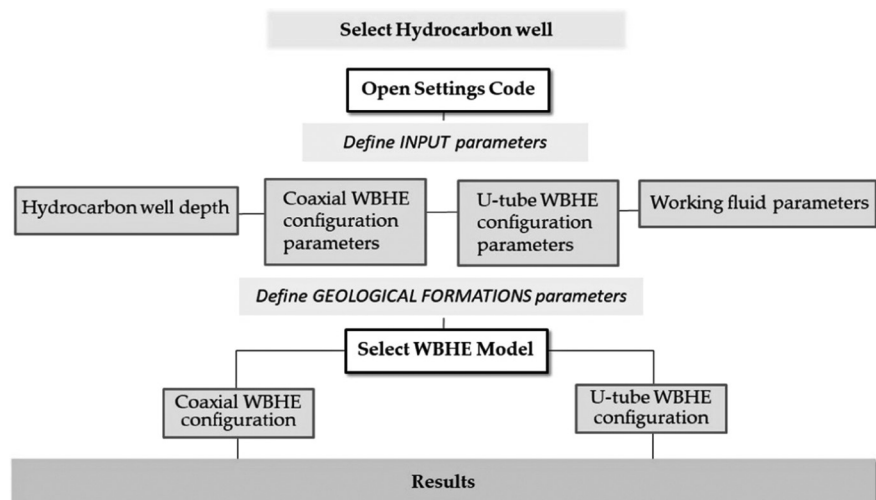 Select Hydrocarbon well
Open Settings Code
Define INPUT parameters
Hydrocarbon well depth
Coaxial WBHE
configuration
parameters
U-tube WBHE
configuration
parameters
Working fluid parameters
Define GEOLOGICAL FORMATIONS parameters
Select WBHE Model
Coaxial WBHE
configuration
U-tube WBHE
configuration
Results